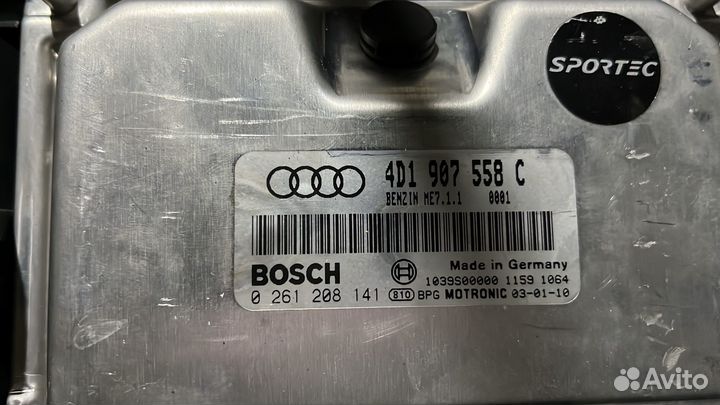 SPORTEC
4D1 907 558 C
BENZIN ME7.1.1 0001
BOSCH
Made in Germany
1039S00000 1159 1064
0 261 208 141 810 BPG MOTRONIC 03-01-10
Avito